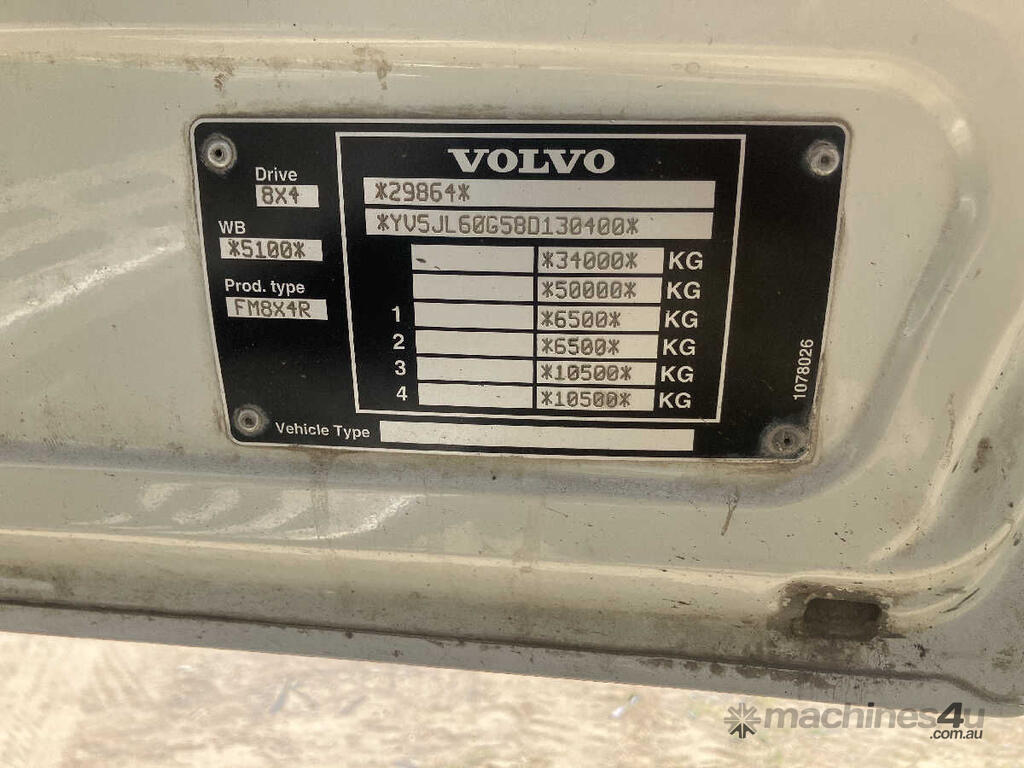 VOLVO
Drive
8X4
*29864*
WB
*5100*
*YV5JL60G58D130400*
Prod. type
FM8X4R
*34000* KG
*50000* KG
1 *6500* KG
2 *6500* KG
3 *10500* KG
4 *10500* KG
Vehicle Type
1078026
machines4u
.com.au